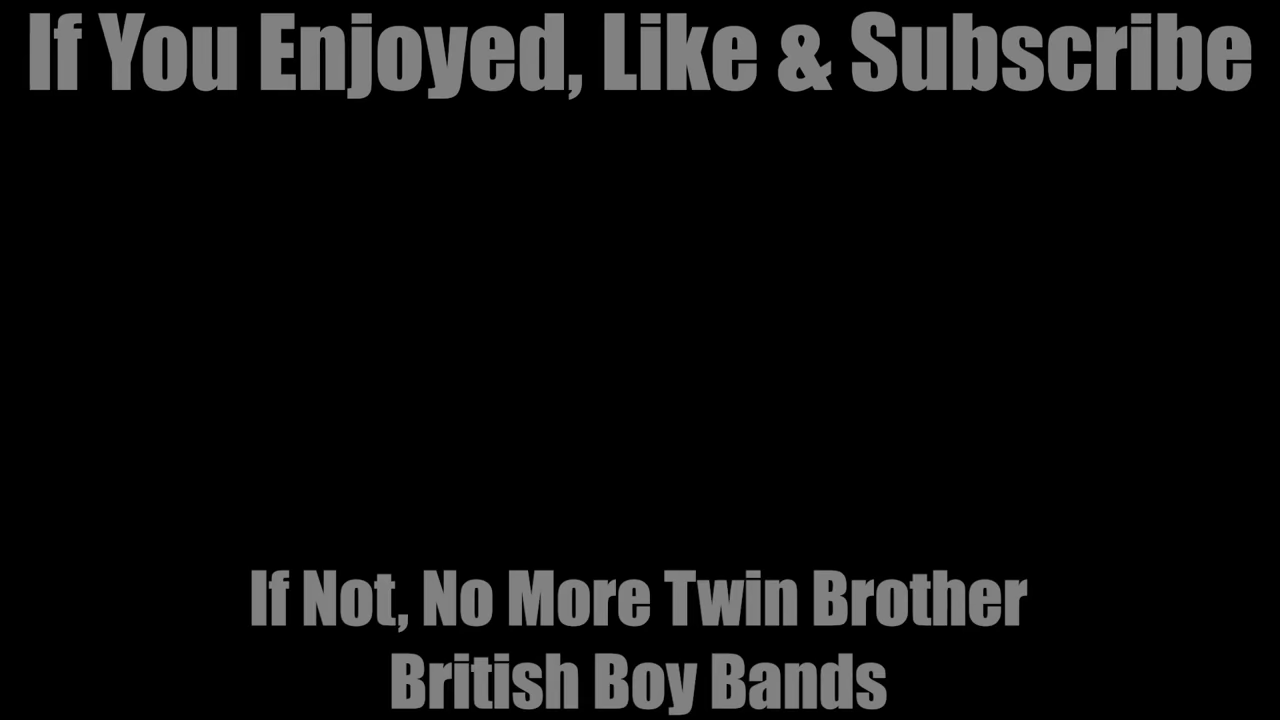 If You Enjoyed, Like & Subscribe
If Not, No More Twin Brother
British Boy Bands